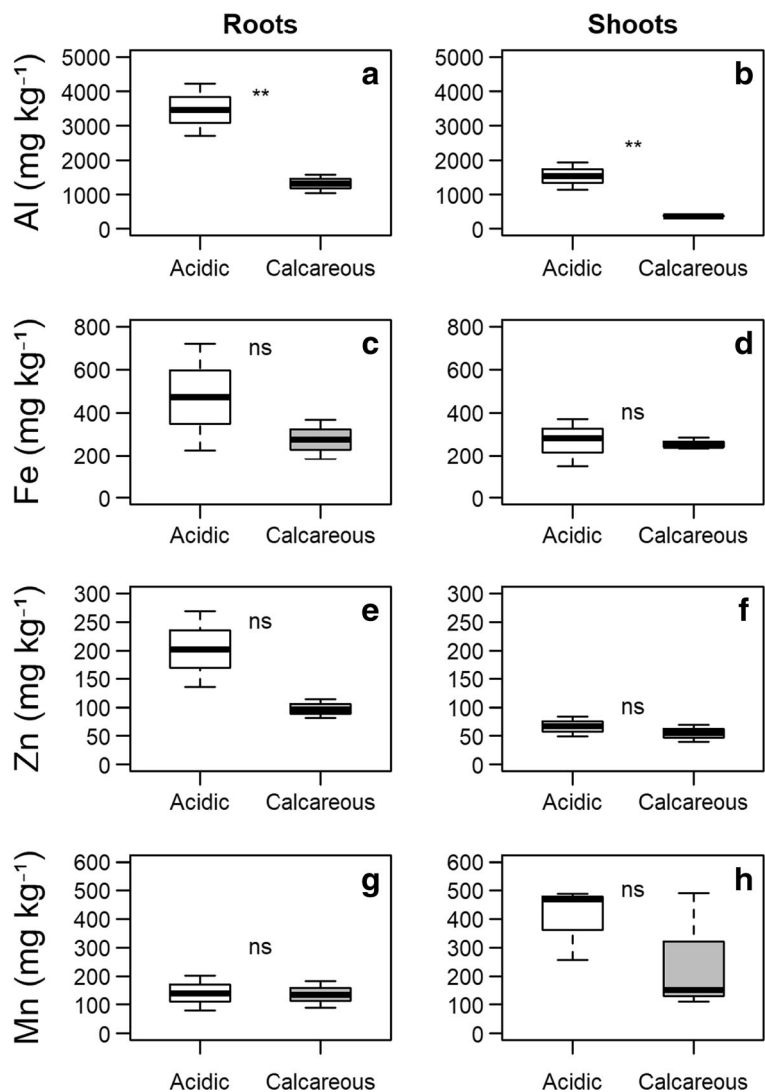 Roots
Shoots
Al (mg kg⁻¹)
5000
4000
3000
2000
1000
0
a
**
Acidic Calcareous
5000
4000
3000
2000
1000
0
b
**
Acidic Calcareous
Fe (mg kg⁻¹)
800
600
400
200
0
c
ns
Acidic Calcareous
800
600
400
200
0
d
ns
Acidic Calcareous
Zn (mg kg⁻¹)
300
250
200
150
100
50
0
e
ns
Acidic Calcareous
300
250
200
150
100
50
0
f
ns
Acidic Calcareous
Mn (mg kg⁻¹)
600
500
400
300
200
100
0
g
ns
Acidic Calcareous
600
500
400
300
200
100
0
h
ns
Acidic Calcareous